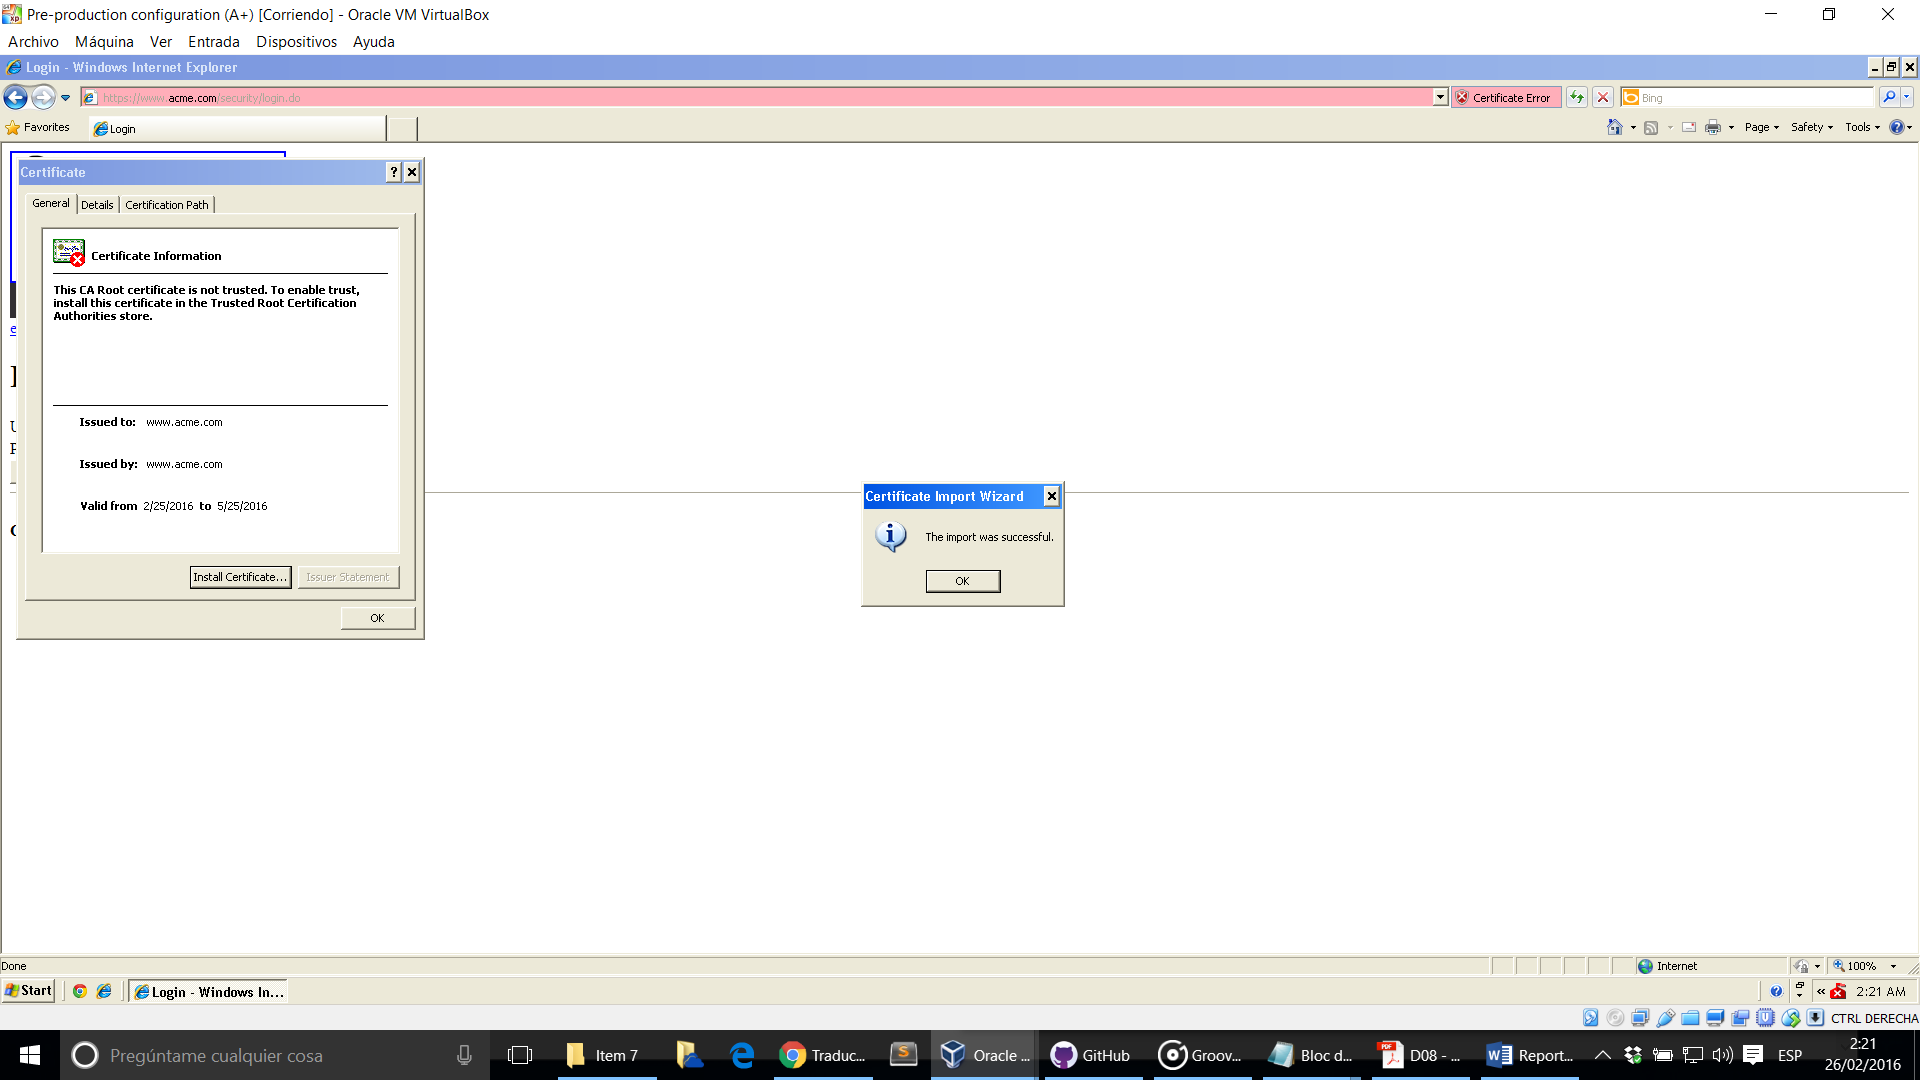 Pre-production configuration (A+) [Corriendo] - Oracle VM VirtualBox
Archivo Máquina Ver Entrada Dispositivos Ayuda
Login - Windows Internet Explorer
https://www.acme.com/security/login.do
Certificate Error
Bing
Favorites
Login
Page
Safety
Tools
Certificate
General Details Certification Path
Certificate Information
This CA Root certificate is not trusted. To enable trust,
install this certificate in the Trusted Root Certification
Authorities store.
Issued to: www.acme.com
Issued by: www.acme.com
Valid from 2/25/2016 to 5/25/2016
Install Certificate... Issuer Statement
OK
Certificate Import Wizard
The import was successful.
OK
Done
Internet
100%
Start
Login - Windows In...
2:21 AM
CTRL DERECHA
Pregúntame cualquier cosa
Item 7
Traduc...
Oracle ...
GitHub
Groov...
Bloc d...
D08 - ...
Report...
ESP
2:21
26/02/2016